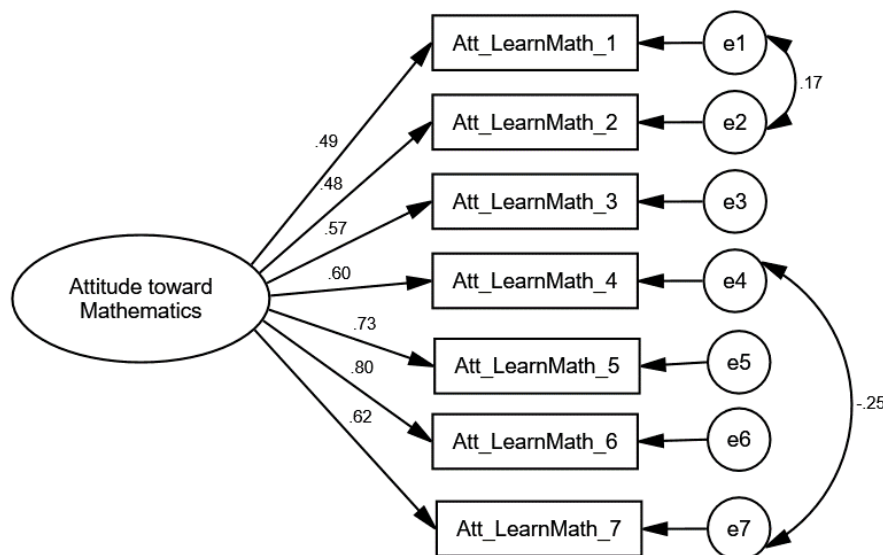 Att_LearnMath_1
e1
.17
Att_LearnMath_2
e2
.49
.48
Att_LearnMath_3
e3
.57
Attitude toward
Mathematics
.60
Att_LearnMath_4
e4
.73
Att_LearnMath_5
e5
.80
-.25
.62
Att_LearnMath_6
e6
Att_LearnMath_7
e7